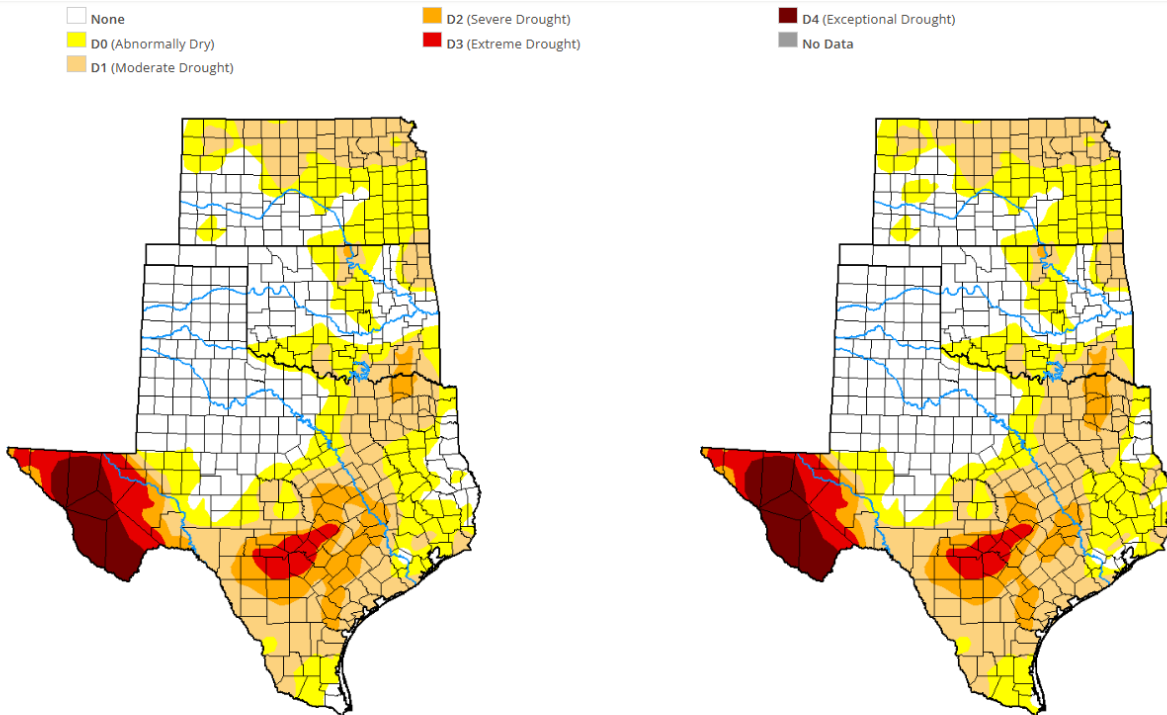 None
D0 (Abnormally Dry)
D1 (Moderate Drought)
D2 (Severe Drought)
D3 (Extreme Drought)
D4 (Exceptional Drought)
No Data